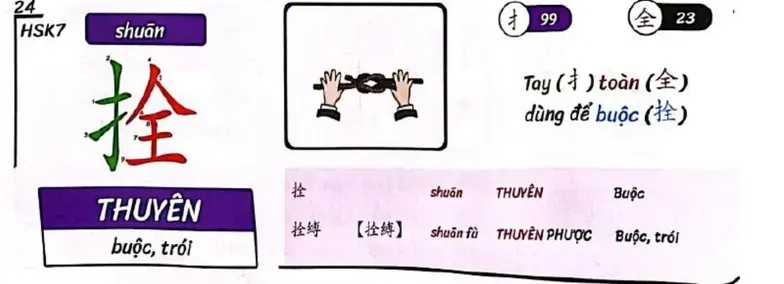 24
HSK7
shuān
拴
THUYÊN
buộc, trói
扌 99
全 23
Tay (扌) toàn (全)
dùng để buộc (拴)
拴 shuān THUYÊN Buộc
拴缚 【拴縛】 shuān fù THUYÊN PHƯỢC Buộc, trói